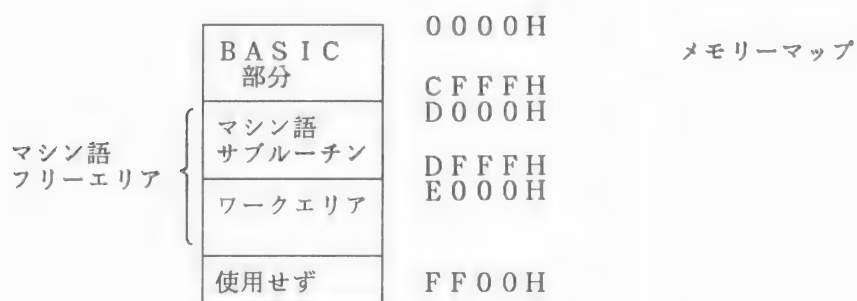 0000H
メモリーマップ
BASIC
部分
CFFFH
D000H
マシン語
サブルーチン
マシン語
フリーエリア
DFFFH
E000H
ワークエリア
使用せず
FF00H